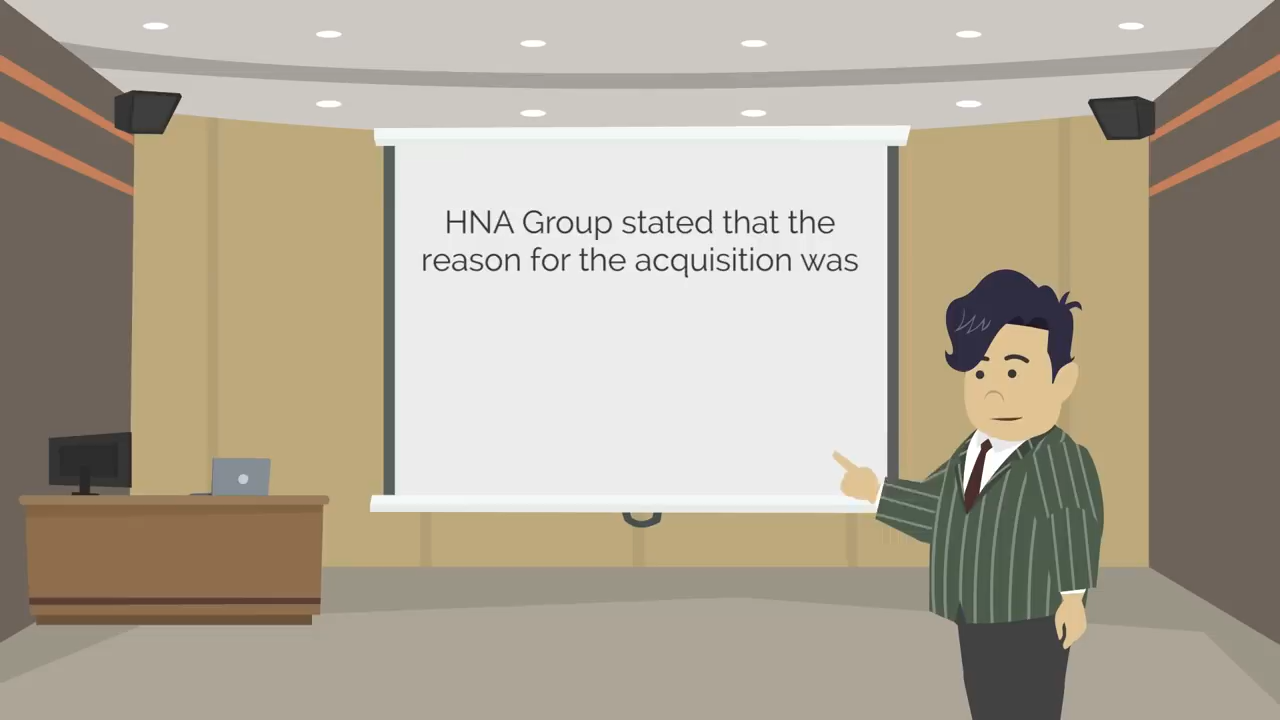 HNA Group stated that the
reason for the acquisition was